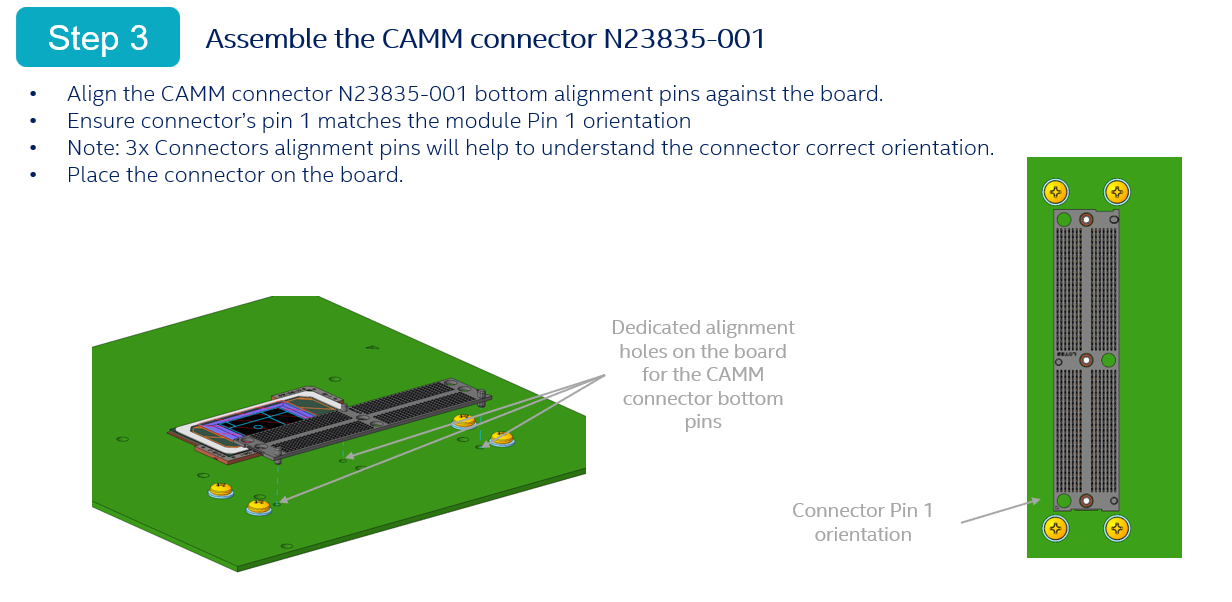 Step 3
Assemble the CAMM connector N23835-001
• Align the CAMM connector N23835-001 bottom alignment pins against the board.
• Ensure connector’s pin 1 matches the module Pin 1 orientation
• Note: 3x Connectors alignment pins will help to understand the connector correct orientation.
• Place the connector on the board.
Dedicated alignment
holes on the board
for the CAMM
connector bottom
pins
Connector Pin 1
orientation